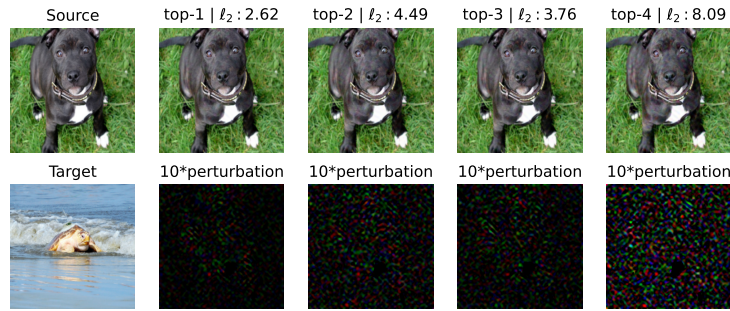 Source
top-1 | ℓ₂ : 2.62
top-2 | ℓ₂ : 4.49
top-3 | ℓ₂ : 3.76
top-4 | ℓ₂ : 8.09
Target
10*perturbation
10*perturbation
10*perturbation
10*perturbation